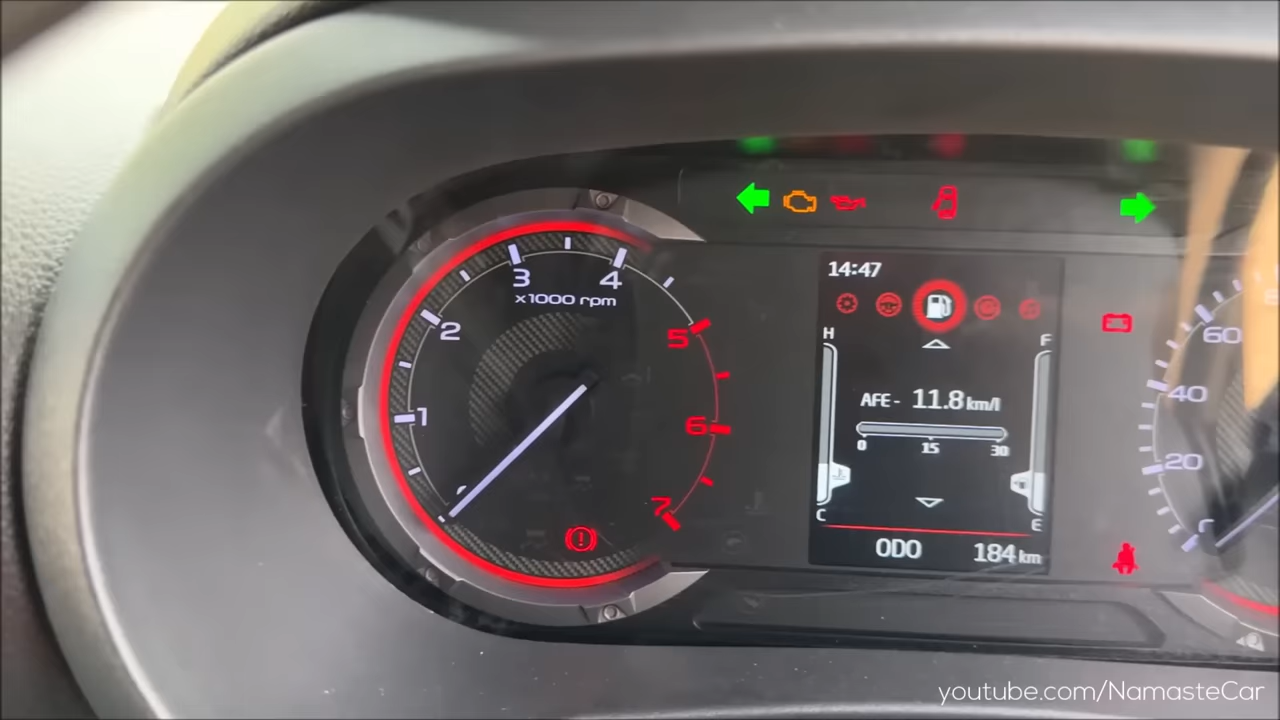 3 4
x1000 rpm
2
5
1
6
7
14:47
H F
AFE - 11.8 km/l
0 15 30
C E
ODO 184 km
60
40
20
youtube.com/NamasteCar